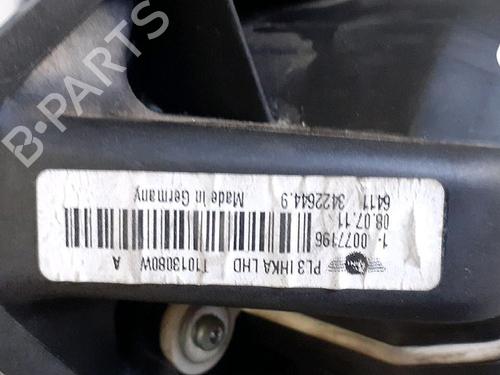 B-PARTS
PL3 IHKA LHD T1013080W A
1- 0077196
08.07.11
6411 3422644.9 Made in Germany